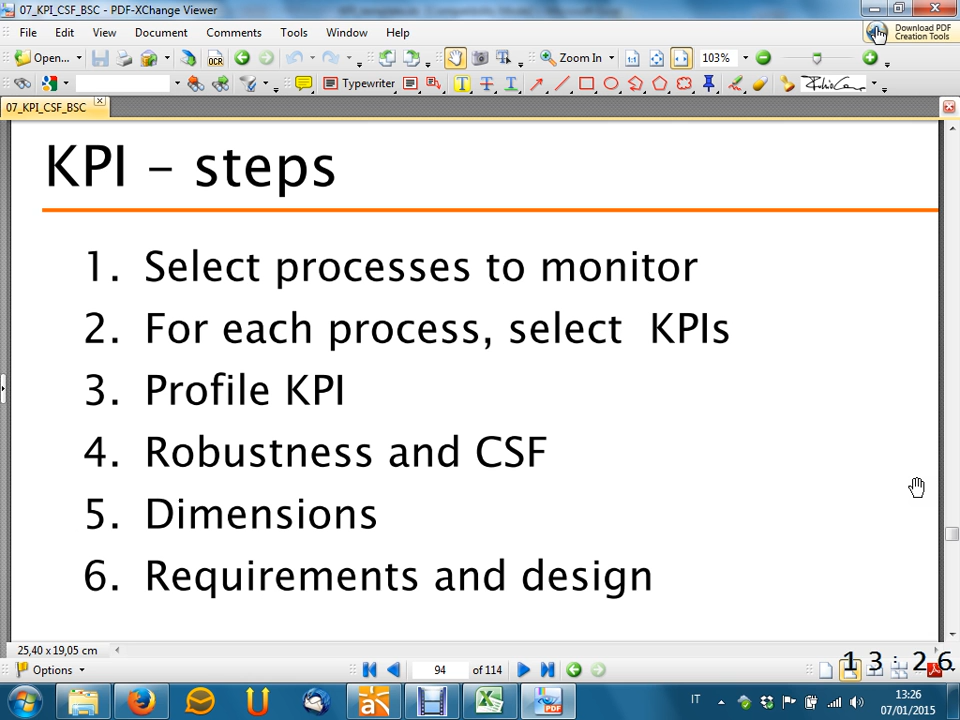 07_KPI_CSF_BSC - PDF-XChange Viewer
File Edit View Document Comments Tools Window Help
Download PDF
Creation Tools
Open... OCR Zoom In 103%
Typewriter
07_KPI_CSF_BSC
KPI – steps
1. Select processes to monitor
2. For each process, select KPIs
3. Profile KPI
4. Robustness and CSF
5. Dimensions
6. Requirements and design
25,40 x 19,05 cm
Options 94 of 114
13:26
IT 13:26
07/01/2015